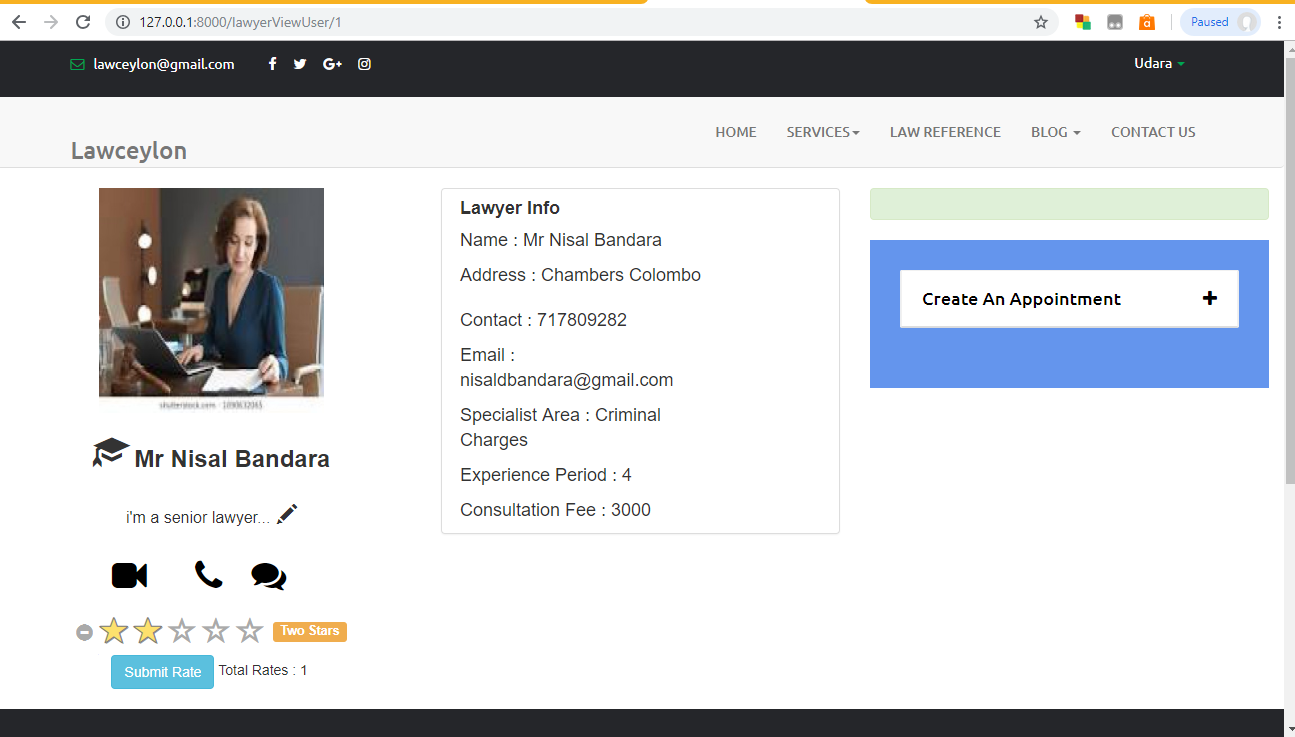 127.0.0.1:8000/lawyerViewUser/1
Paused
lawceylon@gmail.com
Udara
Lawceylon
HOME SERVICES LAW REFERENCE BLOG CONTACT US
Lawyer Info
Name : Mr Nisal Bandara
Address : Chambers Colombo
Contact : 717809282
Email :
nisaldbandara@gmail.com
Specialist Area : Criminal
Charges
Experience Period : 4
Consultation Fee : 3000
Create An Appointment
Mr Nisal Bandara
i'm a senior lawyer...
Two Stars
Submit Rate Total Rates : 1